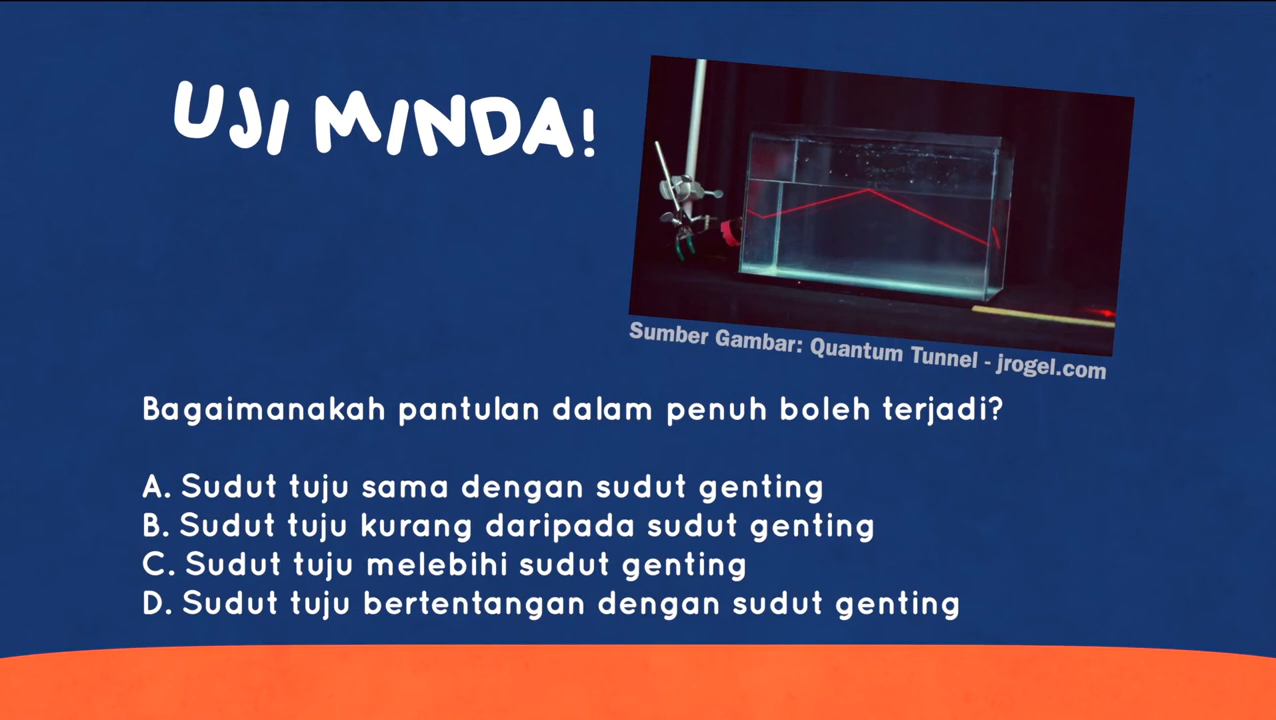 UJI MINDA!
Sumber Gambar: Quantum Tunnel - jrogel.com
Bagaimanakah pantulan dalam penuh boleh terjadi?
A. Sudut tuju sama dengan sudut genting
B. Sudut tuju kurang daripada sudut genting
C. Sudut tuju melebihi sudut genting
D. Sudut tuju bertentangan dengan sudut genting